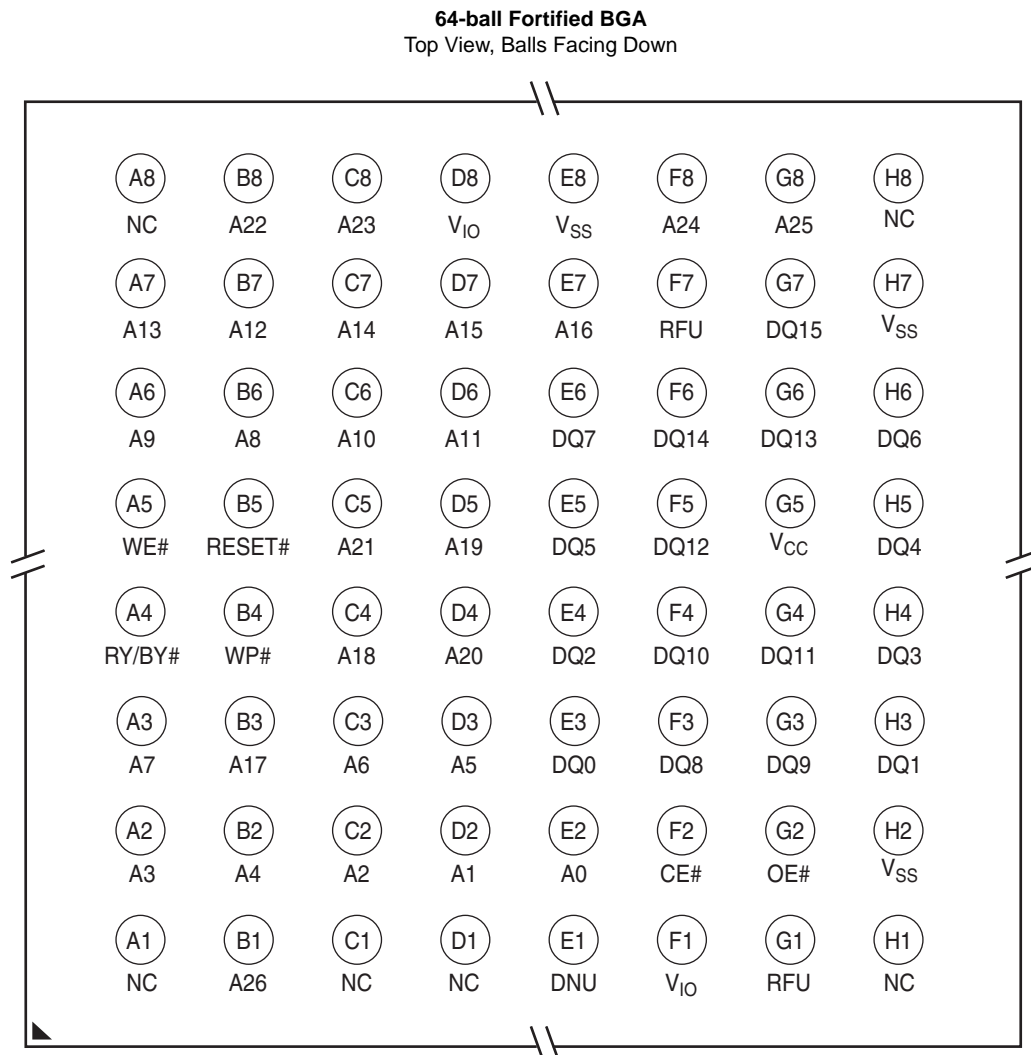 64-ball Fortified BGA
Top View, Balls Facing Down
A8 B8 C8 D8 E8 F8 G8 H8
NC A22 A23 VIO VSS A24 A25 NC
A7 B7 C7 D7 E7 F7 G7 H7
A13 A12 A14 A15 A16 RFU DQ15 VSS
A6 B6 C6 D6 E6 F6 G6 H6
A9 A8 A10 A11 DQ7 DQ14 DQ13 DQ6
A5 B5 C5 D5 E5 F5 G5 H5
WE# RESET# A21 A19 DQ5 DQ12 VCC DQ4
A4 B4 C4 D4 E4 F4 G4 H4
RY/BY# WP# A18 A20 DQ2 DQ10 DQ11 DQ3
A3 B3 C3 D3 E3 F3 G3 H3
A7 A17 A6 A5 DQ0 DQ8 DQ9 DQ1
A2 B2 C2 D2 E2 F2 G2 H2
A3 A4 A2 A1 A0 CE# OE# VSS
A1 B1 C1 D1 E1 F1 G1 H1
NC A26 NC NC DNU VIO RFU NC